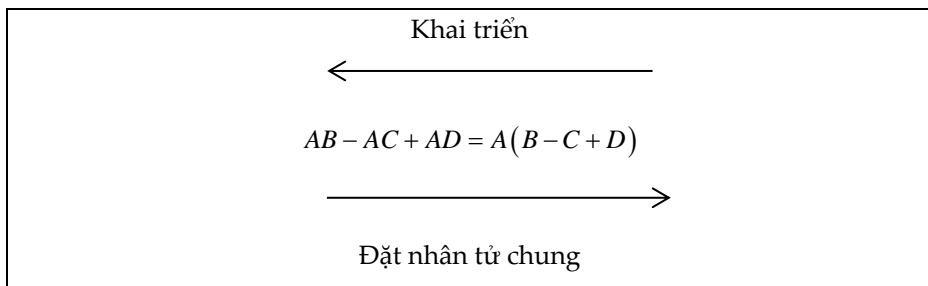 Khai triển
AB − AC + AD = A(B − C + D)
Đặt nhân tử chung